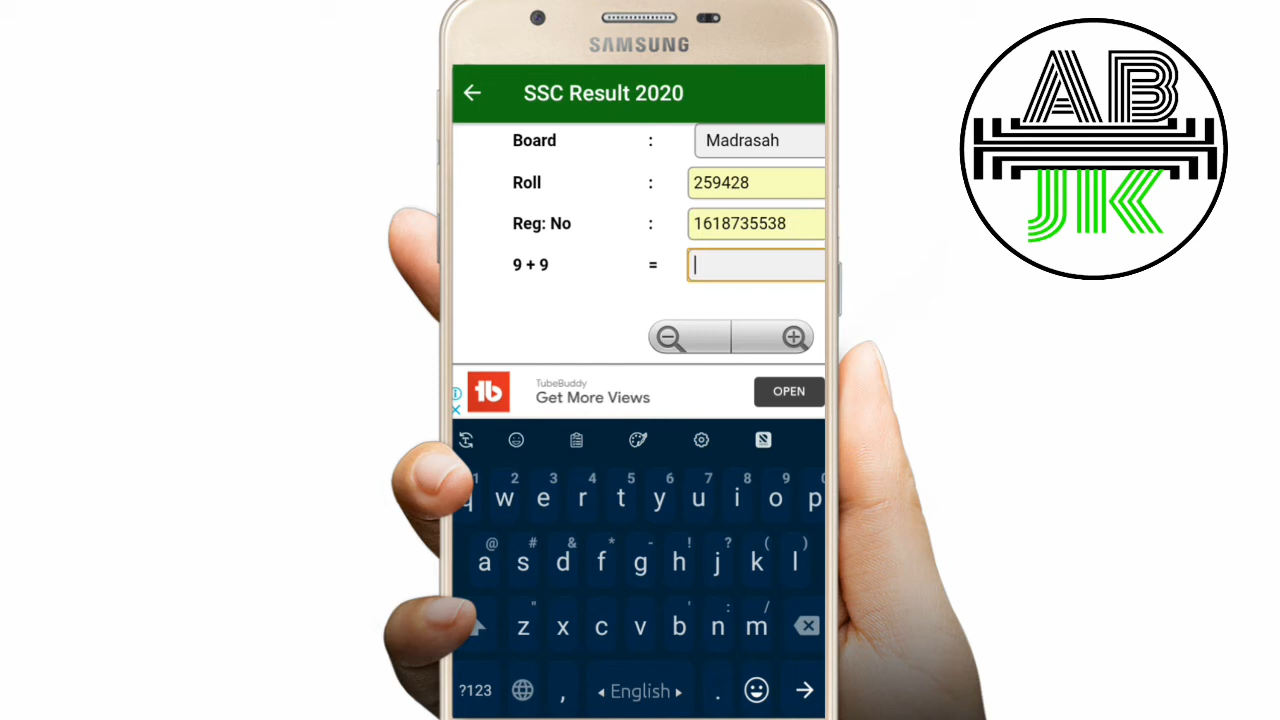 SAMSUNG
SSC Result 2020
Board : Madrasah
Roll : 259428
Reg: No : 1618735538
9 + 9 =
TubeBuddy
Get More Views
OPEN
1 2 3 4 5 6 7 8 9 0
q w e r t y u i o p
@ # & * - ! ? ( )
a s d f g h j k l
" ' : /
z x c v b n m
?123 , English .
AB
JK